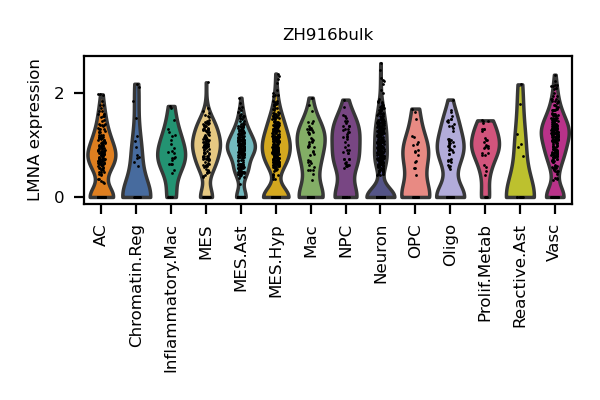 ZH916bulk
LMNA expression
2
0
AC
Chromatin.Reg
Inflammatory.Mac
MES
MES.Ast
MES.Hyp
Mac
NPC
Neuron
OPC
Oligo
Prolif.Metab
Reactive.Ast
Vasc